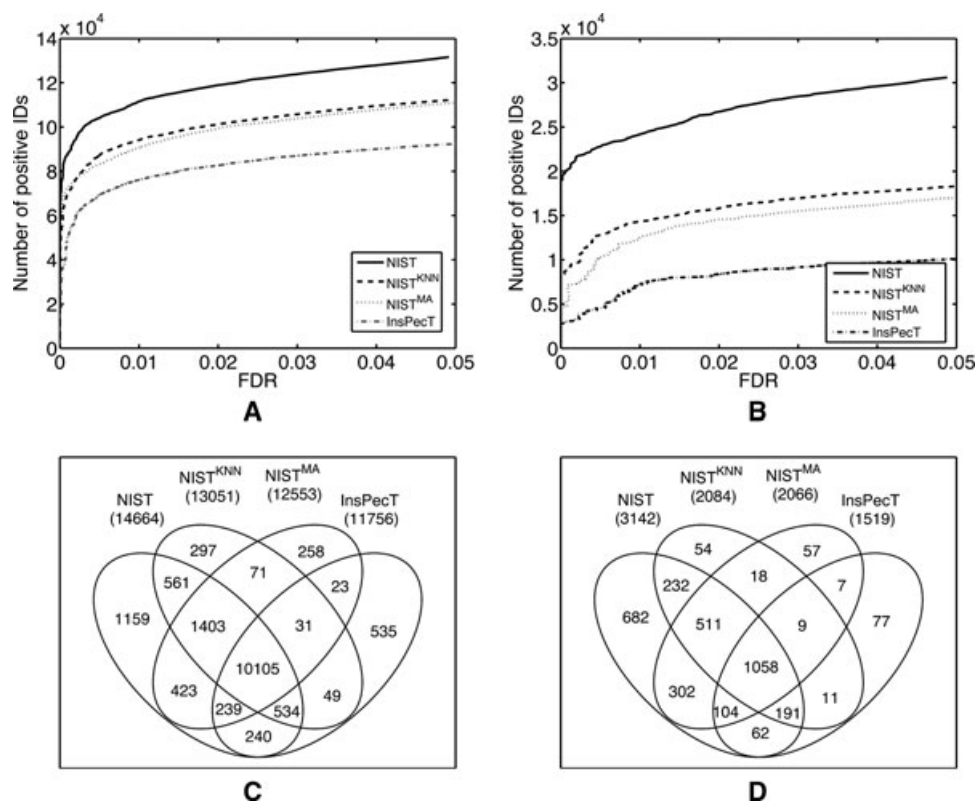 x 10⁴
14
12
10
8
6
4
2
0
Number of positive IDs
0 0.01 0.02 0.03 0.04 0.05
FDR
NIST
NIST^KNN
NIST^MA
InsPecT
A
x 10⁴
3.5
3
2.5
2
1.5
1
0.5
0
Number of positive IDs
0 0.01 0.02 0.03 0.04 0.05
FDR
NIST
NIST^KNN
NIST^MA
InsPecT
B
NIST^KNN NIST^MA
(13051) (12553)
NIST InsPecT
(14664) (11756)
297 258
561 71 23
1159 1403 31 535
10105
423 49
239 534
240
C
NIST^KNN NIST^MA
(2084) (2066)
NIST InsPecT
(3142) (1519)
54 57
232 18 7
682 511 9 77
1058
302 11
104 191
62
D